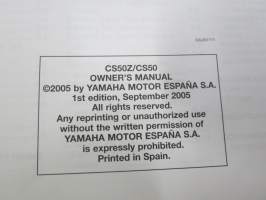 CS50Z/CS50
OWNER'S MANUAL
©2005 by YAMAHA MOTOR ESPAÑA S.A.
1st edition, September 2005
All rights reserved.
Any reprinting or unauthorized use
without the written permission of
YAMAHA MOTOR ESPAÑA S.A.
is expressly prohibited.
Printed in Spain.